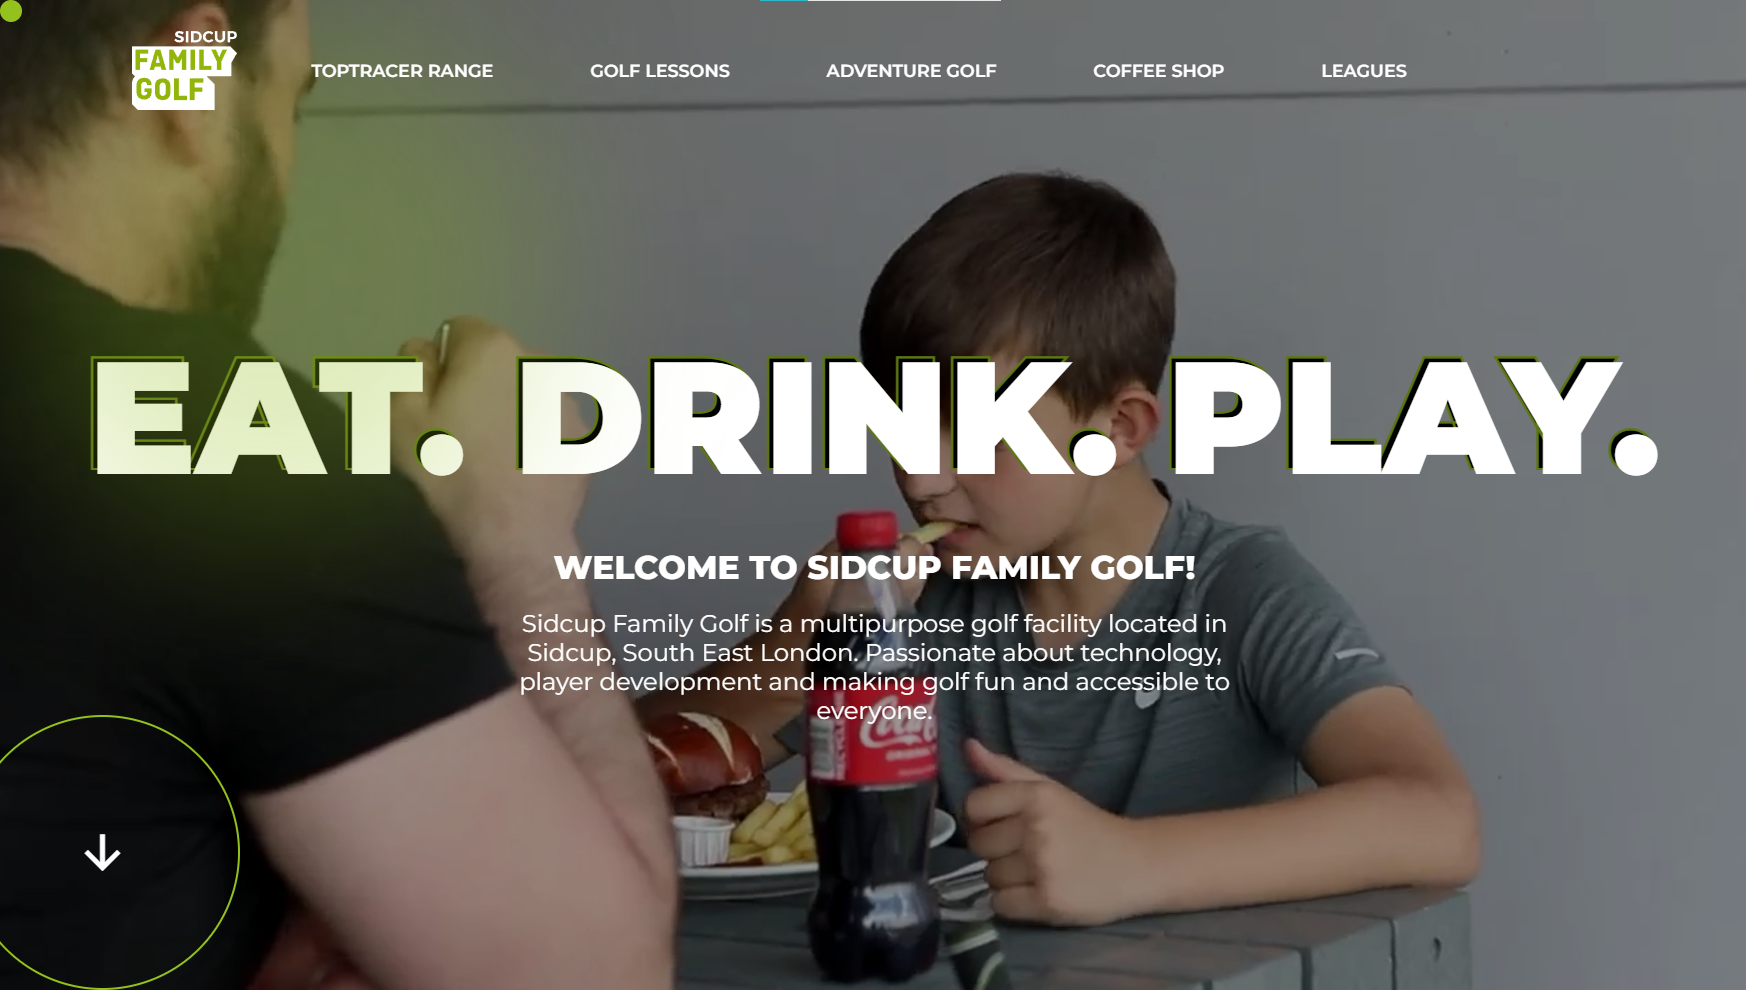 SIDCUP
FAMILY
GOLF
TOPTRACER RANGE
GOLF LESSONS
ADVENTURE GOLF
COFFEE SHOP
LEAGUES
EAT. DRINK. PLAY.
WELCOME TO SIDCUP FAMILY GOLF!
Sidcup Family Golf is a multipurpose golf facility located in
Sidcup, South East London. Passionate about technology,
player development and making golf fun and accessible to
everyone.